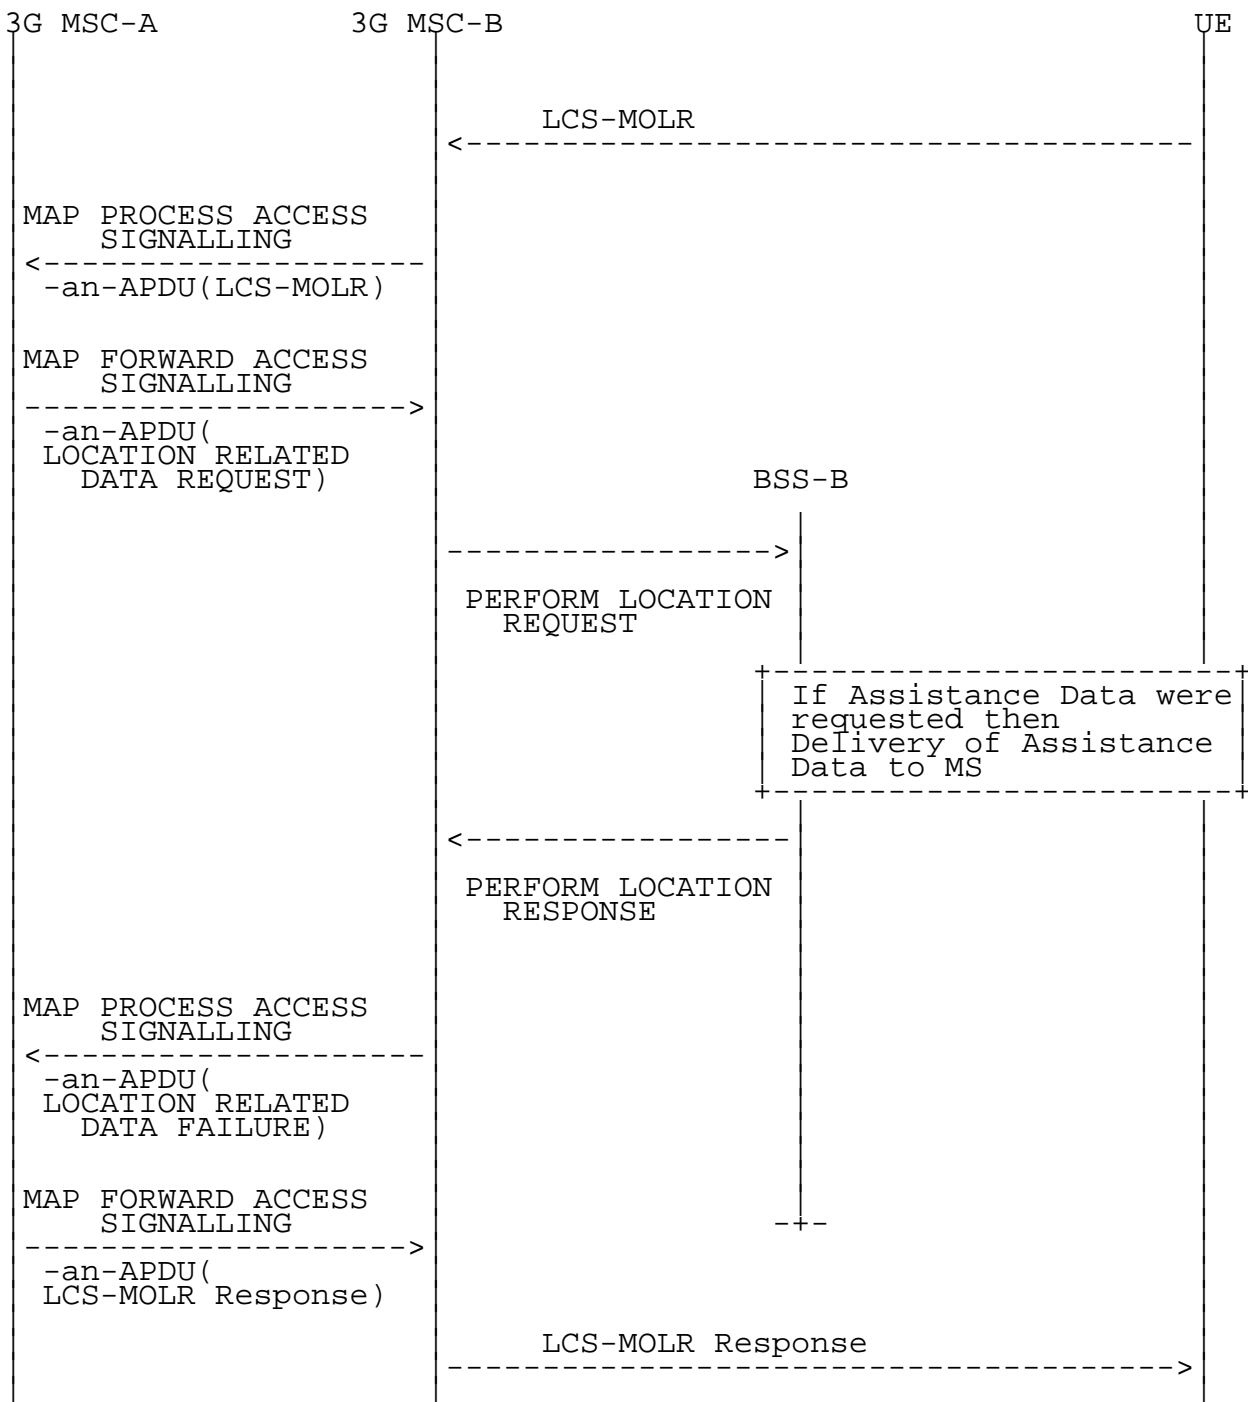 3G MSC-A 3G MSC-B UE
LCS-MOLR
MAP PROCESS ACCESS
SIGNALLING
-an-APDU(LCS-MOLR)
MAP FORWARD ACCESS
SIGNALLING
-an-APDU(
LOCATION RELATED
DATA REQUEST)
BSS-B
PERFORM LOCATION
REQUEST
If Assistance Data were
requested then
Delivery of Assistance
Data to MS
PERFORM LOCATION
RESPONSE
MAP PROCESS ACCESS
SIGNALLING
-an-APDU(
LOCATION RELATED
DATA FAILURE)
MAP FORWARD ACCESS
SIGNALLING
-an-APDU(
LCS-MOLR Response)
LCS-MOLR Response